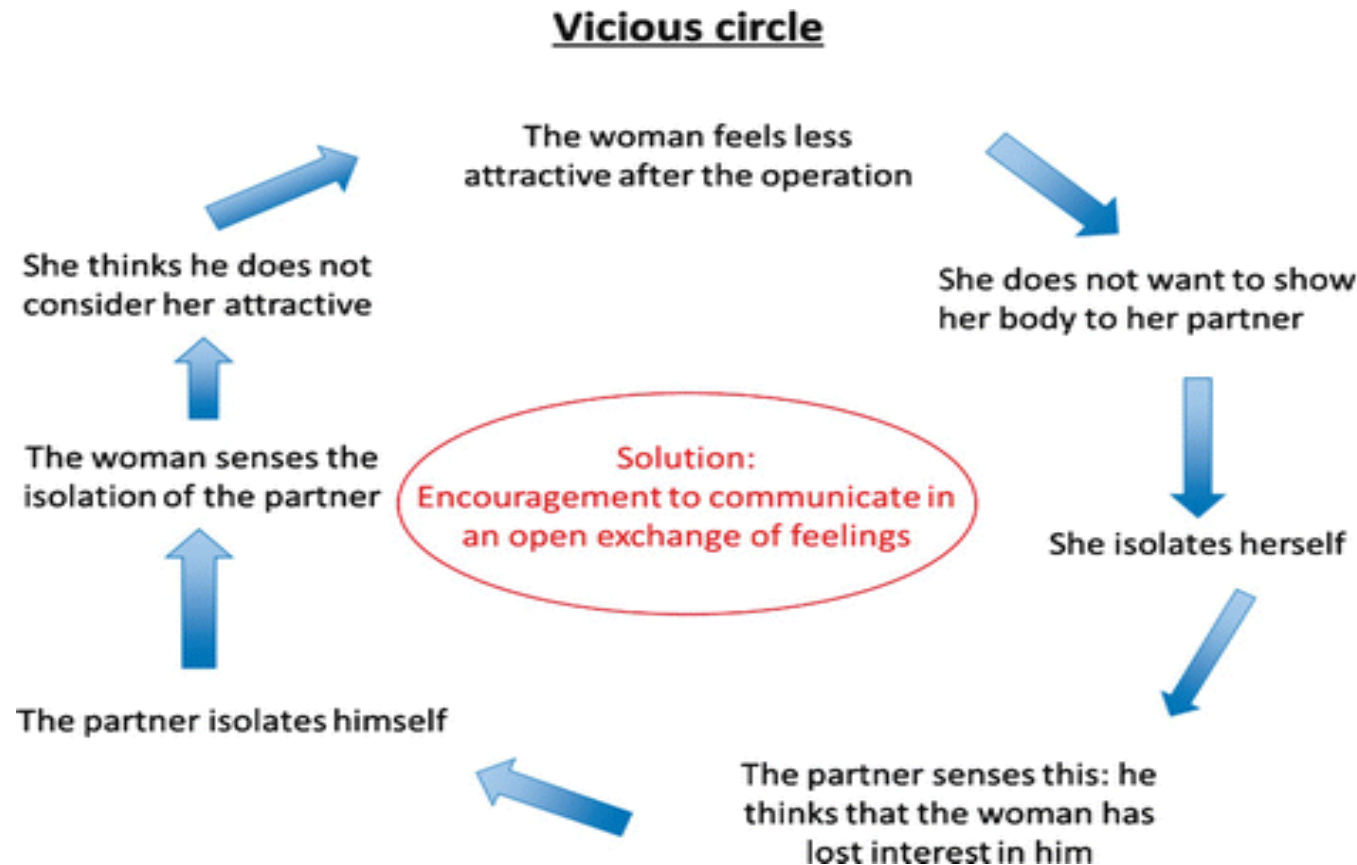 Vicious circle
The woman feels less
attractive after the operation
She does not want to show
her body to her partner
She isolates herself
The partner senses this: he
thinks that the woman has
lost interest in him
The partner isolates himself
The woman senses the
isolation of the partner
She thinks he does not
consider her attractive
Solution:
Encouragement to communicate in
an open exchange of feelings